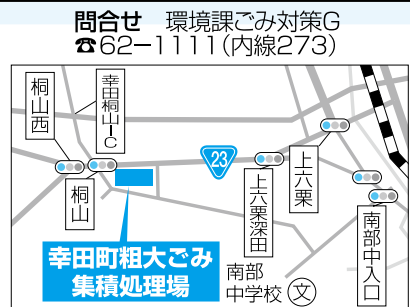 問合せ 環境課ごみ対策G
☎62−1111(内線273)
桐山西
幸田桐山IC
桐山
23
上六栗深田
上六栗
南部中入口
幸田町粗大ごみ
集積処理場
南部
中学校 文